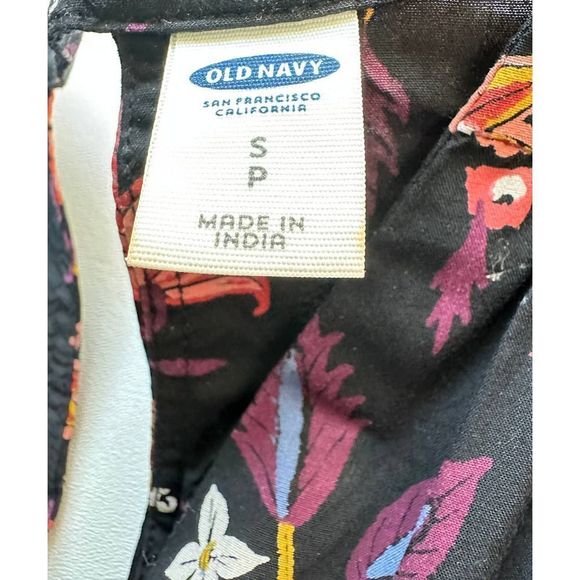 OLD NAVY
SAN FRANCISCO
CALIFORNIA
S
P
MADE IN
INDIA